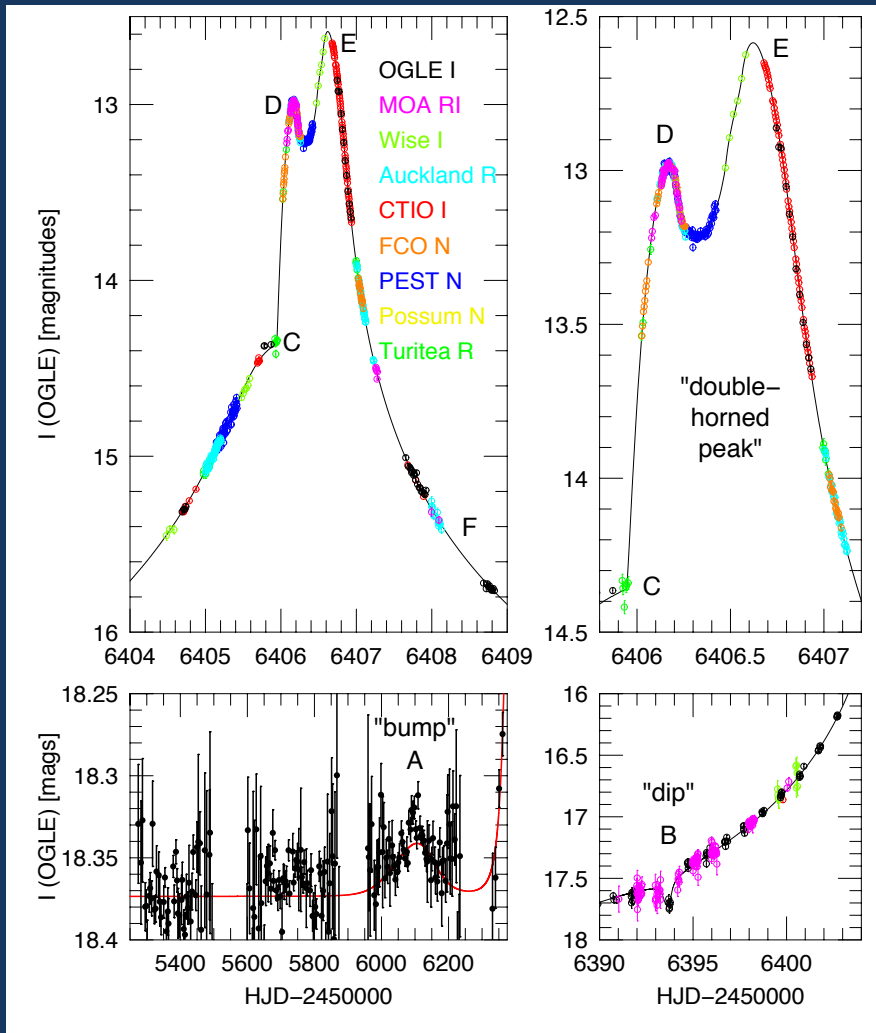 12.5
13
14
15
16
I (OGLE) [magnitudes]
D
E
C
F
OGLE I
MOA RI
Wise I
Auckland R
CTIO I
FCO N
PEST N
Possum N
Turitea R
6404 6405 6406 6407 6408 6409
13
13.5
14
14.5
D
E
C
"double-
horned
peak"
6406 6406.5 6407
18.25
18.3
18.35
18.4
I (OGLE) [mags]
"bump"
A
5400 5600 5800 6000 6200
HJD-2450000
16
16.5
17
17.5
18
"dip"
B
6390 6395 6400
HJD-2450000